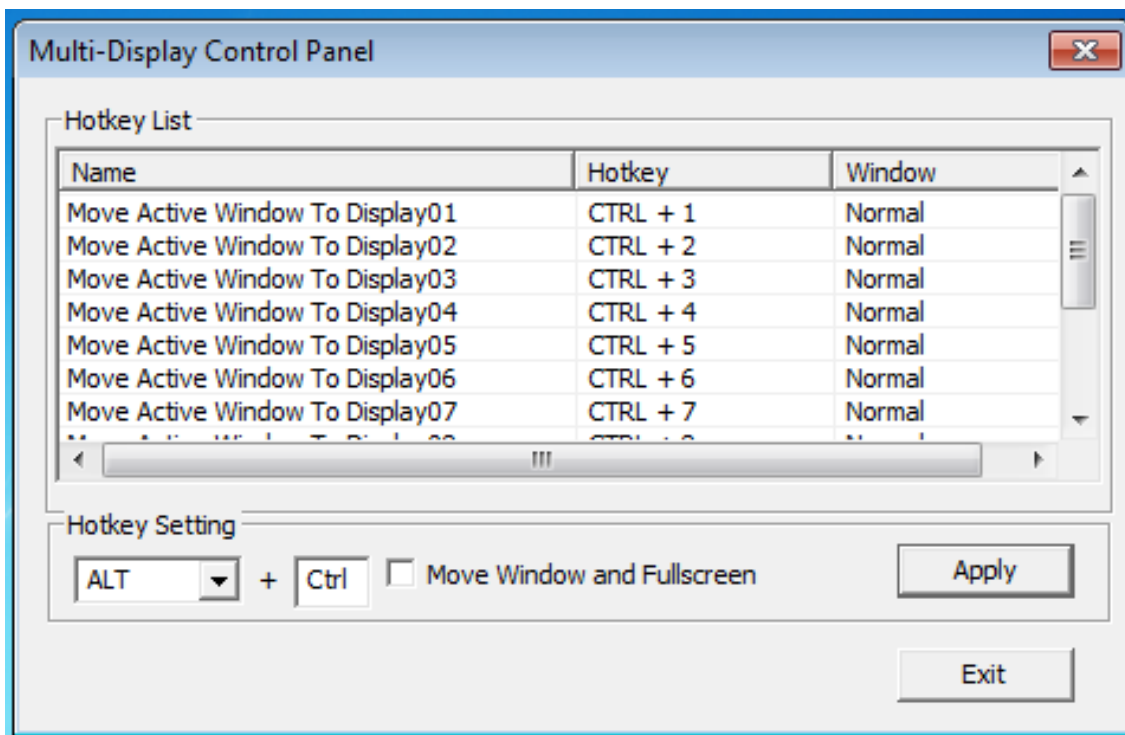 Multi-Display Control Panel
Hotkey List
Name Hotkey Window
Move Active Window To Display01 CTRL + 1 Normal
Move Active Window To Display02 CTRL + 2 Normal
Move Active Window To Display03 CTRL + 3 Normal
Move Active Window To Display04 CTRL + 4 Normal
Move Active Window To Display05 CTRL + 5 Normal
Move Active Window To Display06 CTRL + 6 Normal
Move Active Window To Display07 CTRL + 7 Normal
Hotkey Setting
ALT + Ctrl Move Window and Fullscreen Apply
Exit